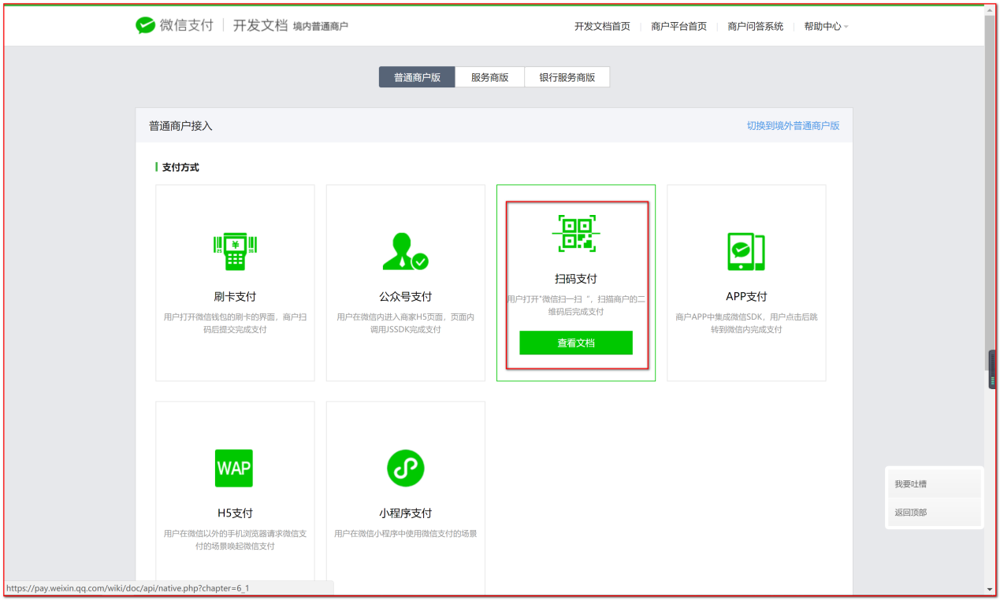 微信支付 开发文档 境内普通商户
开发文档首页 商户平台首页 商户问答系统 帮助中心
普通商户版 服务商版 银行服务商版
普通商户接入 切换到境外普通商户版
支付方式
刷卡支付
用户打开微信钱包的刷卡的界面，商户扫
码后提交完成支付
公众号支付
用户在微信内进入商家H5页面，页面内
调用JSSDK完成支付
扫码支付
用户打开"微信扫一扫 “，扫描商户的二
维码后完成支付
查看文档
APP支付
商户APP中集成微信SDK，用户点击后跳
转到微信内完成支付
WAP
H5支付
用户在微信以外的手机浏览器请求微信支
付的场景唤起微信支付
小程序支付
用户在微信小程序中使用微信支付的场景
我要吐槽
返回顶部
https://pay.weixin.qq.com/wiki/doc/api/native.php?chapter=6_1